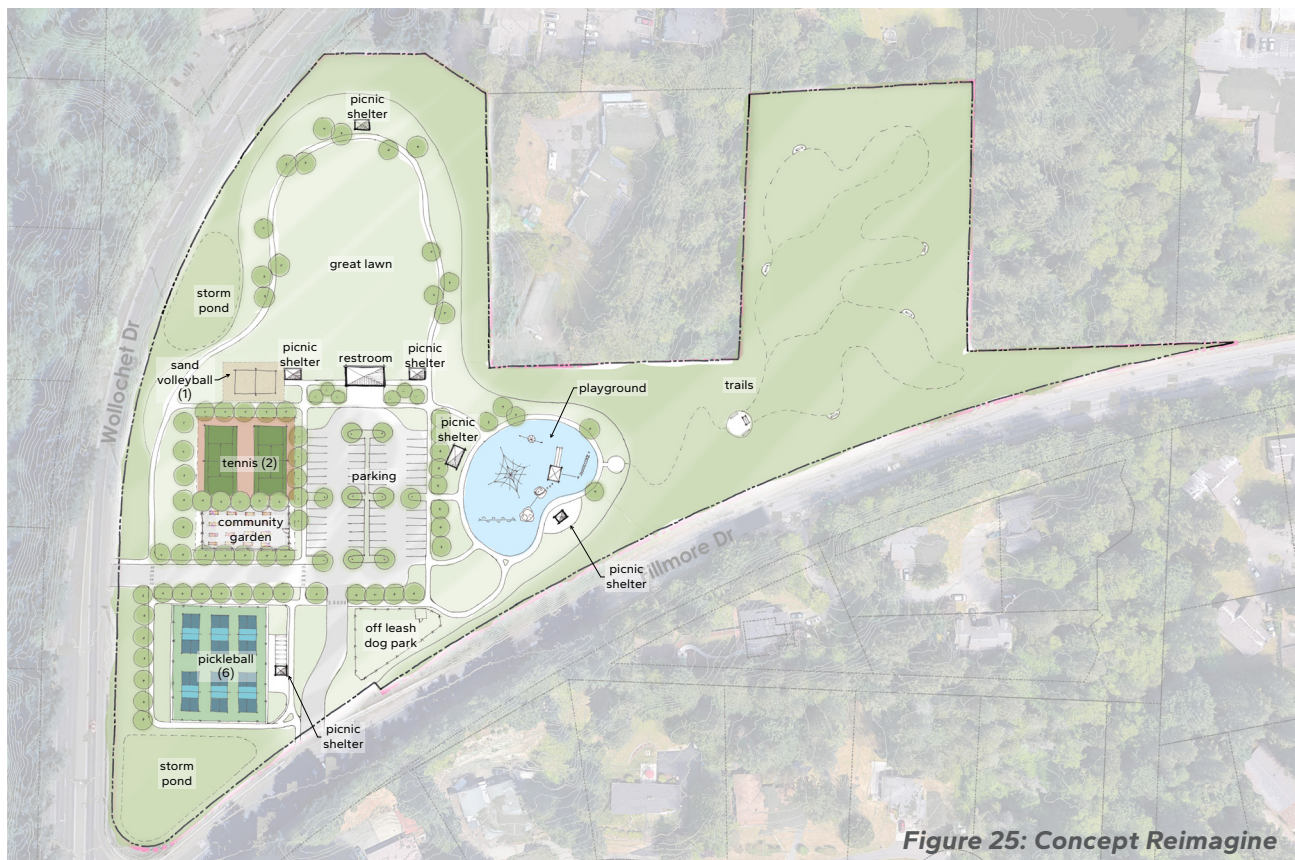 picnic
shelter
great lawn
storm
pond
Wollochet Dr
sand
volleyball
(1)
picnic
shelter
restroom
picnic
shelter
playground
trails
picnic
shelter
tennis (2)
parking
community
garden
illmore Dr
picnic
shelter
off leash
dog park
pickleball
(6)
picnic
shelter
storm
pond
Figure 25: Concept Reimagine